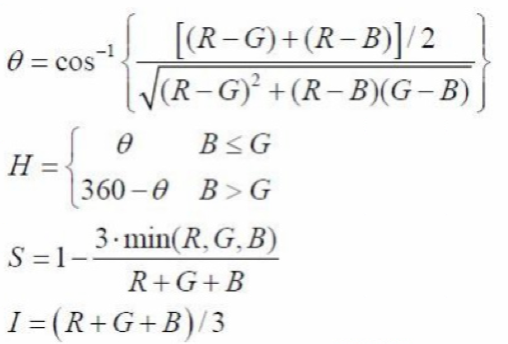 θ = cos⁻¹ { [(R−G)+(R−B)]/2 / √((R−G)²+(R−B)(G−B)) }
H = { θ B ≤ G
360−θ B > G
S = 1− 3·min(R,G,B) / R+G+B
I = (R+G+B)/3